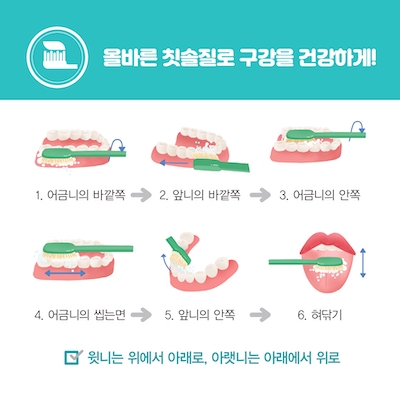 올바른 칫솔질로 구강을 건강하게!
1. 어금니의 바깥쪽
2. 앞니의 바깥쪽
3. 어금니의 안쪽
4. 어금니의 씹는면
5. 앞니의 안쪽
6. 혀닦기
윗니는 위에서 아래로, 아랫니는 아래에서 위로